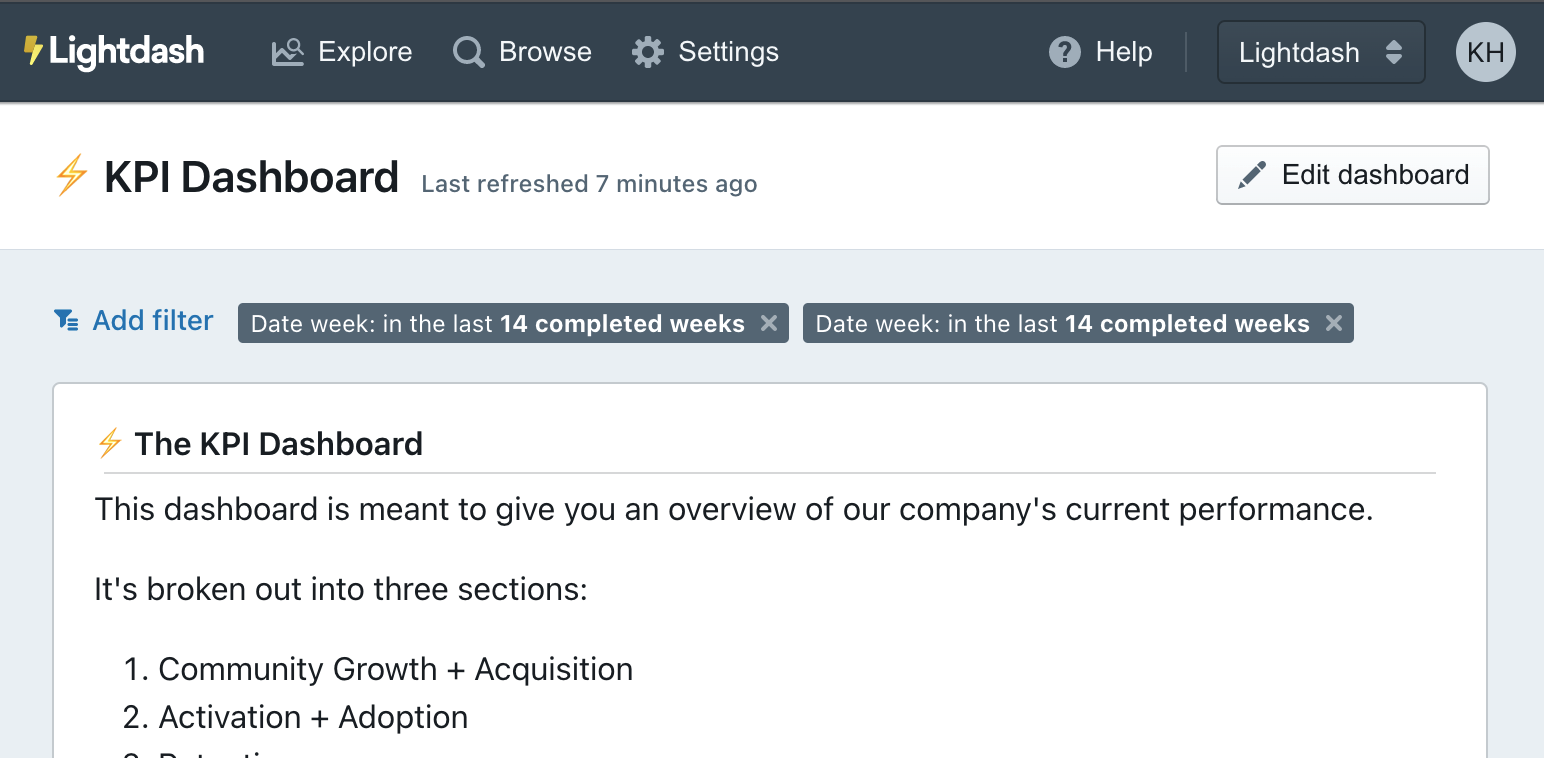 Lightdash Explore Browse Settings Help Lightdash KH
KPI Dashboard Last refreshed 7 minutes ago Edit dashboard
Add filter Date week: in the last 14 completed weeks Date week: in the last 14 completed weeks
The KPI Dashboard
This dashboard is meant to give you an overview of our company's current performance.
It's broken out into three sections:
1. Community Growth + Acquisition
2. Activation + Adoption